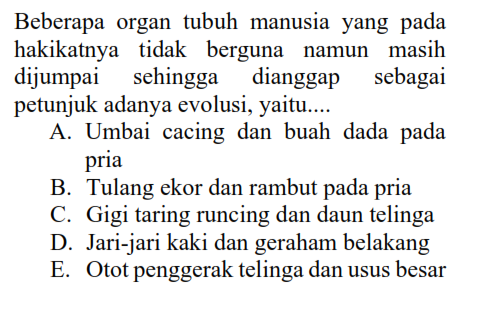 Beberapa organ tubuh manusia yang pada
hakikatnya tidak berguna namun masih
dijumpai sehingga dianggap sebagai
petunjuk adanya evolusi, yaitu....
A. Umbai cacing dan buah dada pada
pria
B. Tulang ekor dan rambut pada pria
C. Gigi taring runcing dan daun telinga
D. Jari-jari kaki dan geraham belakang
E. Otot penggerak telinga dan usus besar